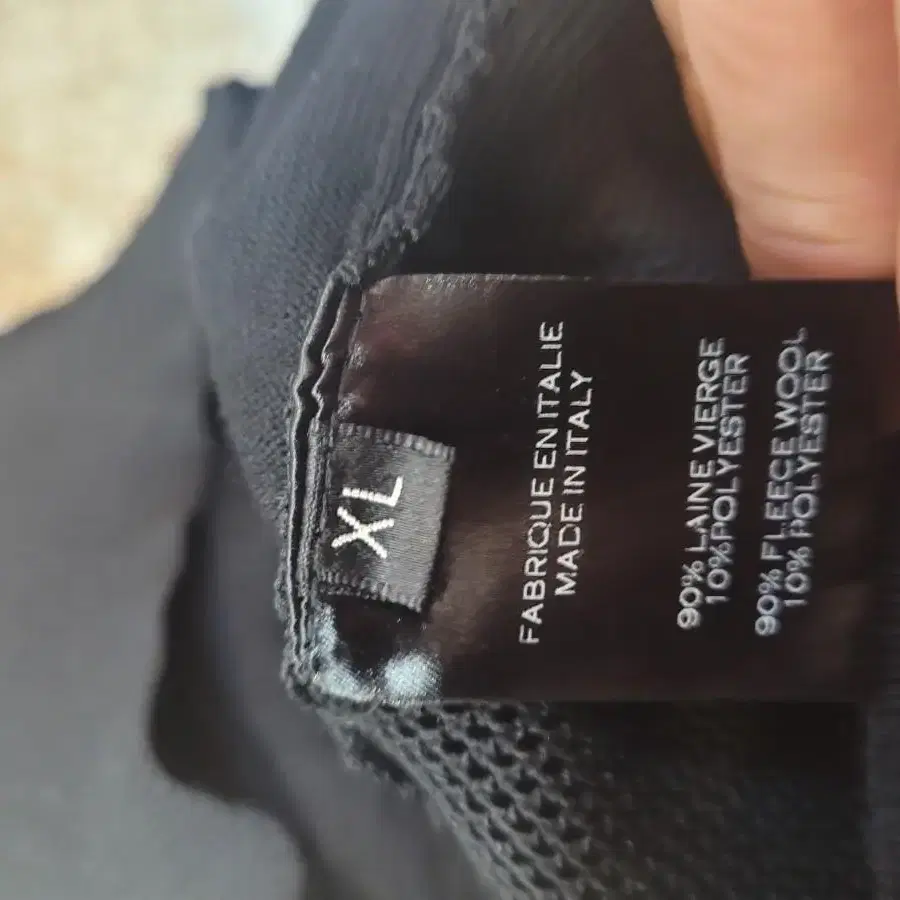 XL
FABRIQUE EN ITALIE
MADE IN ITALY
90% LAINE VIERGE
10% POLYESTER
90% FLEECE WOOL
10% POLYESTER